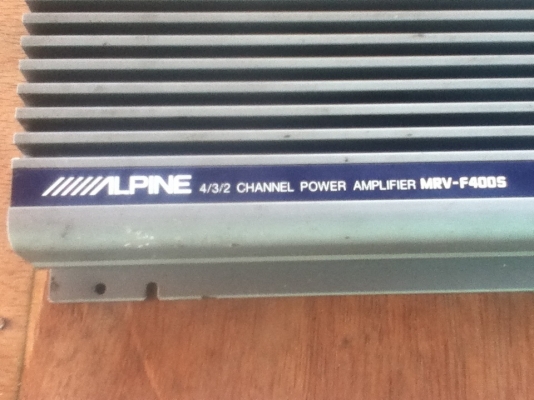 ALPINE 4/3/2 CHANNEL POWER AMPLIFIER MRV-F400S